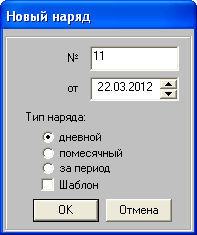 Новый наряд
№ 11
от 22.03.2012
Тип наряда:
дневной
помесячный
за период
Шаблон
OK Отмена